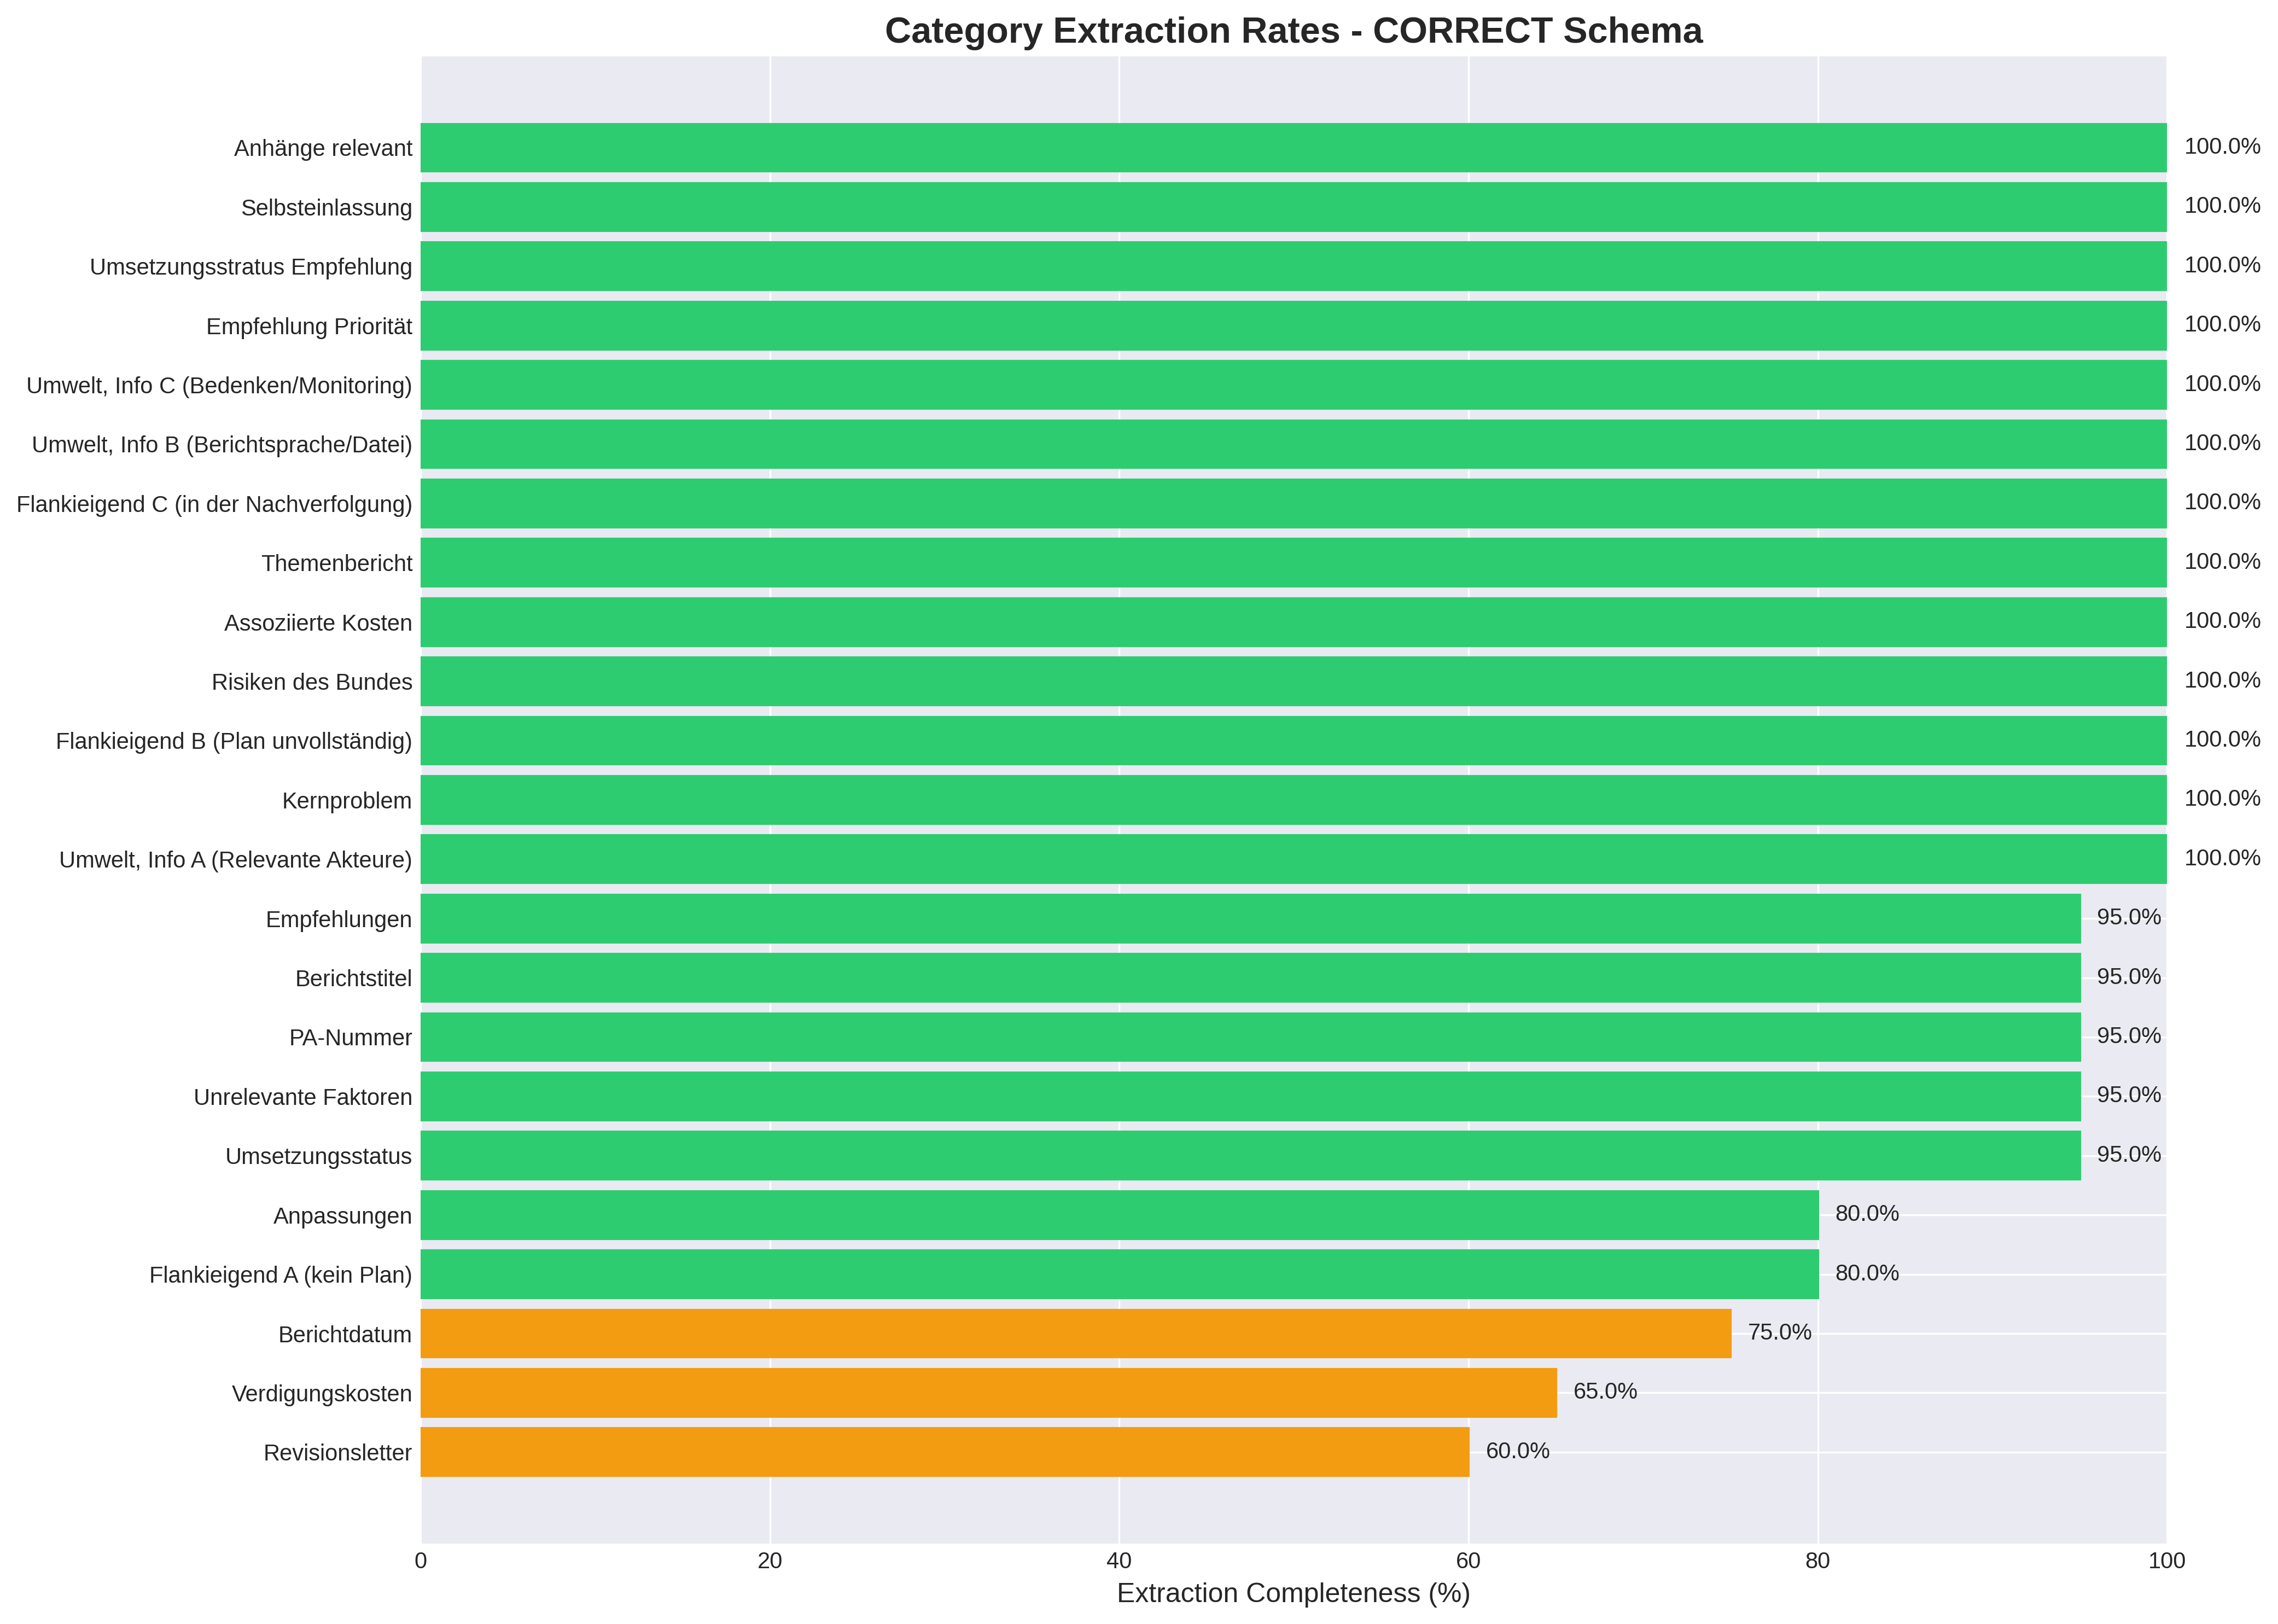 Category Extraction Rates - CORRECT Schema
Anhänge relevant 100.0%
Selbsteinlassung 100.0%
Umsetzungsstratus Empfehlung 100.0%
Empfehlung Priorität 100.0%
Umwelt, Info C (Bedenken/Monitoring) 100.0%
Umwelt, Info B (Berichtsprache/Datei) 100.0%
Flankieigend C (in der Nachverfolgung) 100.0%
Themenbericht 100.0%
Assoziierte Kosten 100.0%
Risiken des Bundes 100.0%
Flankieigend B (Plan unvollständig) 100.0%
Kernproblem 100.0%
Umwelt, Info A (Relevante Akteure) 100.0%
Empfehlungen 95.0%
Berichtstitel 95.0%
PA-Nummer 95.0%
Unrelevante Faktoren 95.0%
Umsetzungsstatus 95.0%
Anpassungen 80.0%
Flankieigend A (kein Plan) 80.0%
Berichtdatum 75.0%
Verdigungskosten 65.0%
Revisionsletter 60.0%
0 20 40 60 80 100
Extraction Completeness (%)